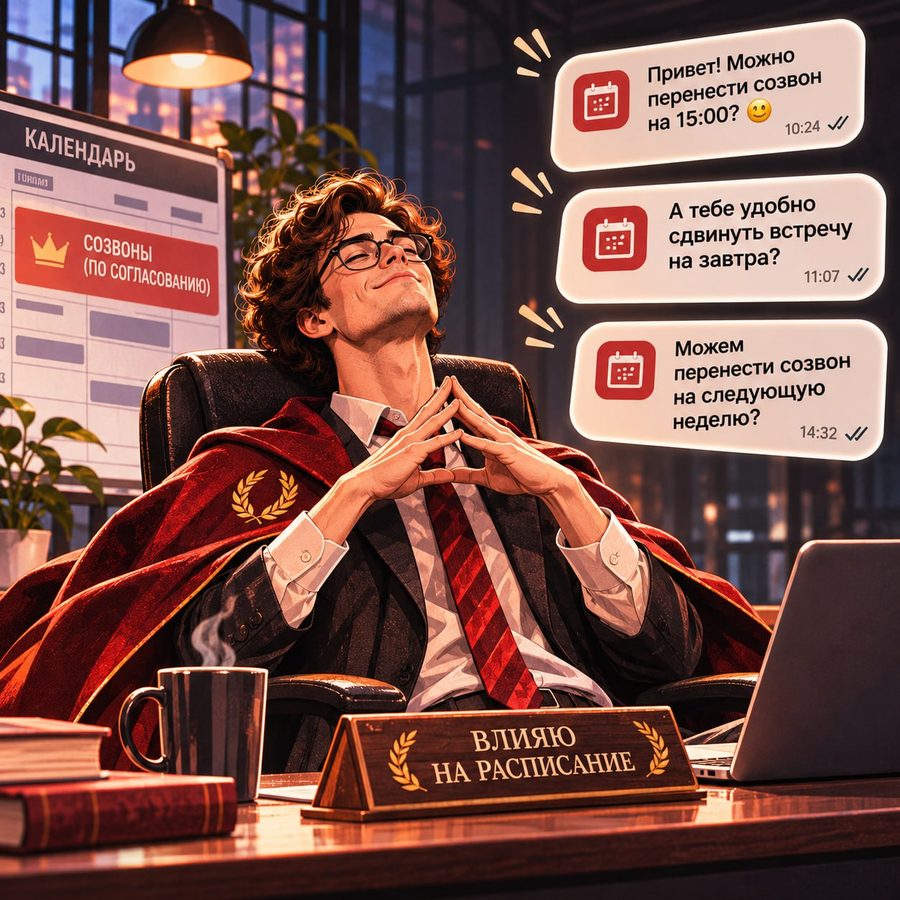 КАЛЕНДАРЬ
СОЗВОНЫ
(ПО СОГЛАСОВАНИЮ)
Привет! Можно
перенести созвон
на 15:00? 🙂
10:24
А тебе удобно
сдвинуть встречу
на завтра?
11:07
Можем
перенести созвон
на следующую
неделю?
14:32
ВЛИЯЮ
НА РАСПИСАНИЕ